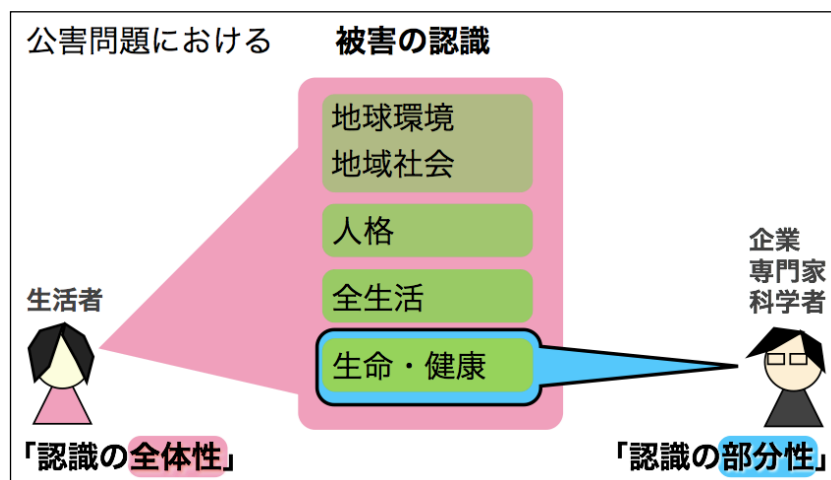 公害問題における 被害の認識
地球環境
地域社会
人格
全生活
生命・健康
生活者
「認識の全体性」
企業
専門家
科学者
「認識の部分性」